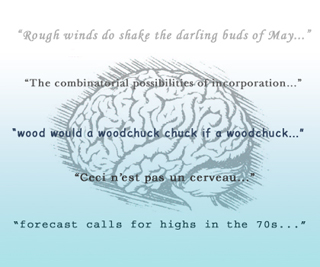 "Rough winds do shake the darling buds of May..."
"The combinatorial possibilities of incorporation..."
"wood would a woodchuck chuck if a woodchuck..."
"Ceci n'est pas un cerveau..."
"forecast calls for highs in the 70s..."